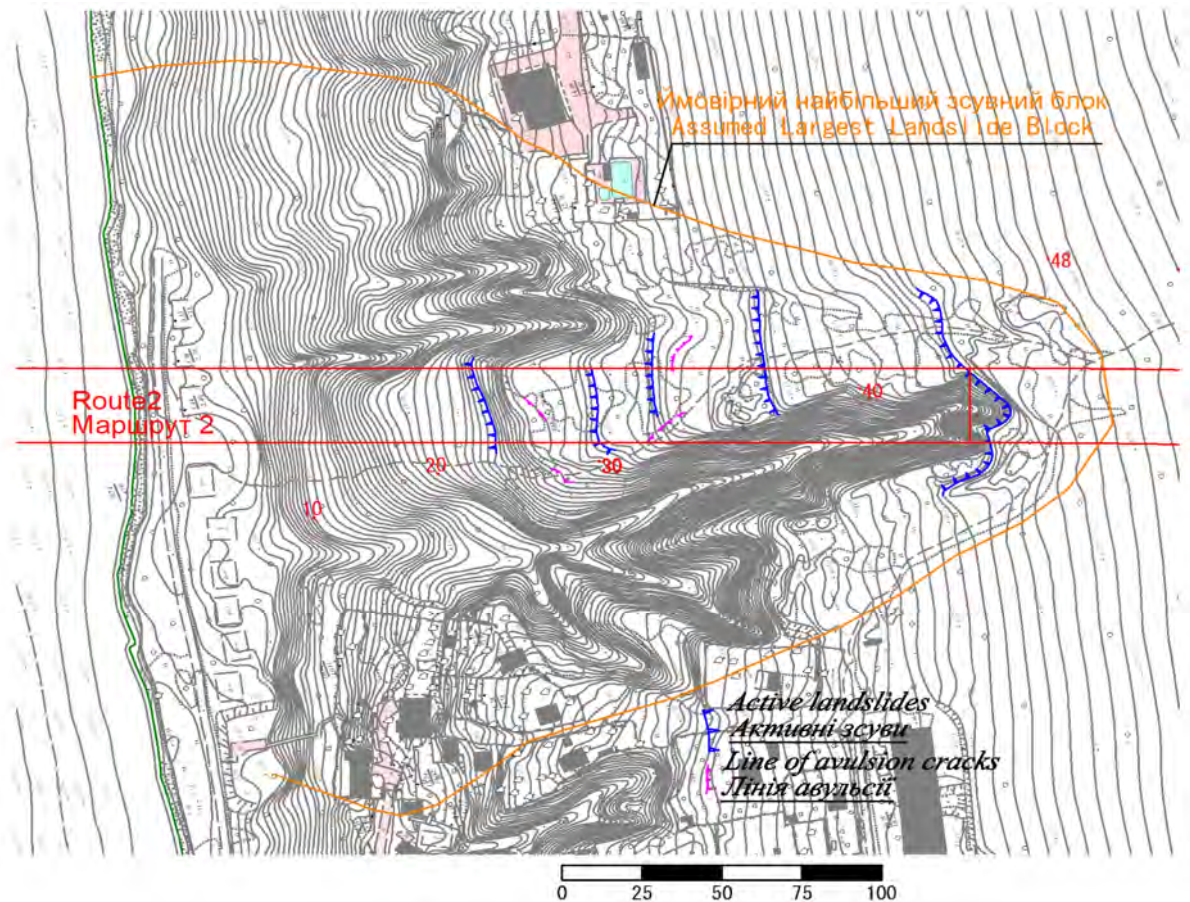 Ймовірний найбільший зсувний блок
Assumed Largest Landslide Block
48
40
Route2
Маршрут 2
20
30
10
Active landslides
Активні зсуви
Line of avulsion cracks
Лінія авульсії
0 25 50 75 100